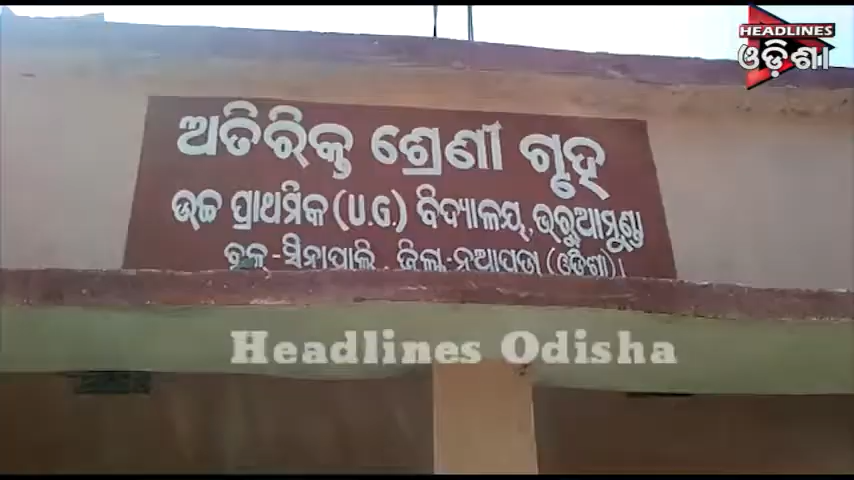 HEADLINES
ଓଡ଼ିଶା
ଅତିରିକ୍ତ ଶ୍ରେଣୀ ଗୃହ
ଉଚ୍ଚ ପ୍ରାଥମିକ (U.G.) ବିଦ୍ୟାଳୟ, ଭରୁଆମୁଣ୍ଡା
ବ୍ଲକ-ସିନାପାଲି, ଜିଲ୍ଲା-ନୂଆପଡା (ଓଡିଶା)
Headlines Odisha